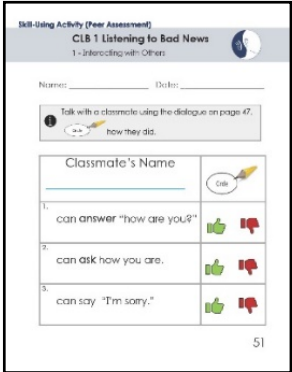 Skill-Using Activity (Peer Assessment)
CLB 1 Listening to Bad News
1 - Interacting with Others
Name: Date:
Talk with a classmate using the dialogue on page 47.
Circle how they did.
Classmate's Name
Circle
1.
can answer "how are you?"
2.
can ask how you are.
3.
can say "I'm sorry."
51